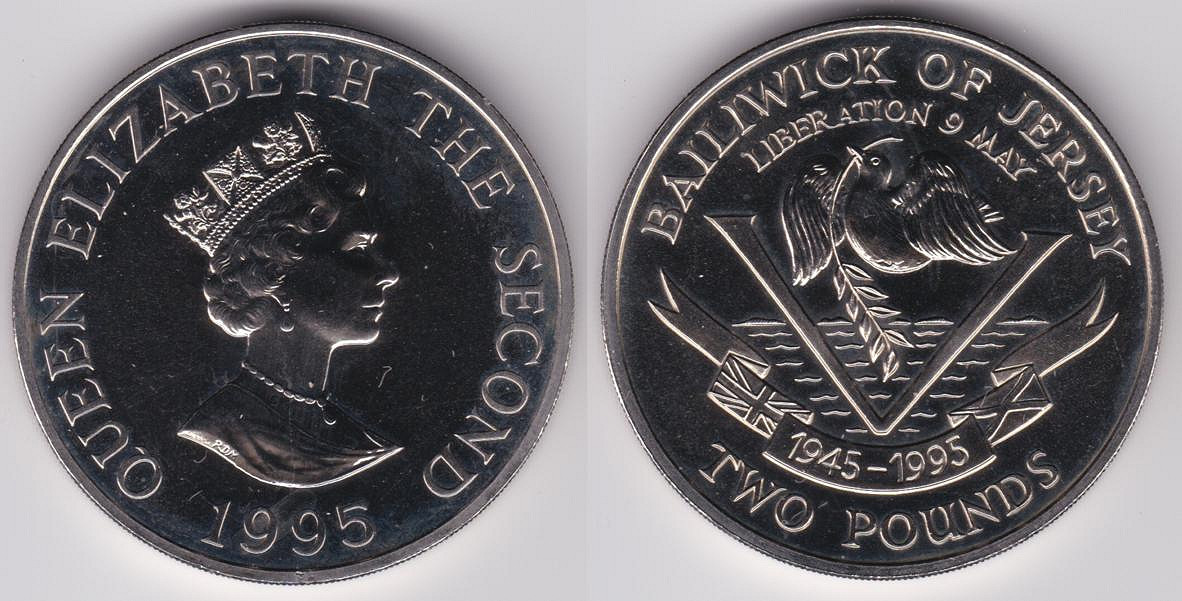 QUEEN ELIZABETH THE SECOND
RDM
1995
BAILIWICK OF JERSEY
LIBERATION 9 MAY
1945-1995
TWO POUNDS